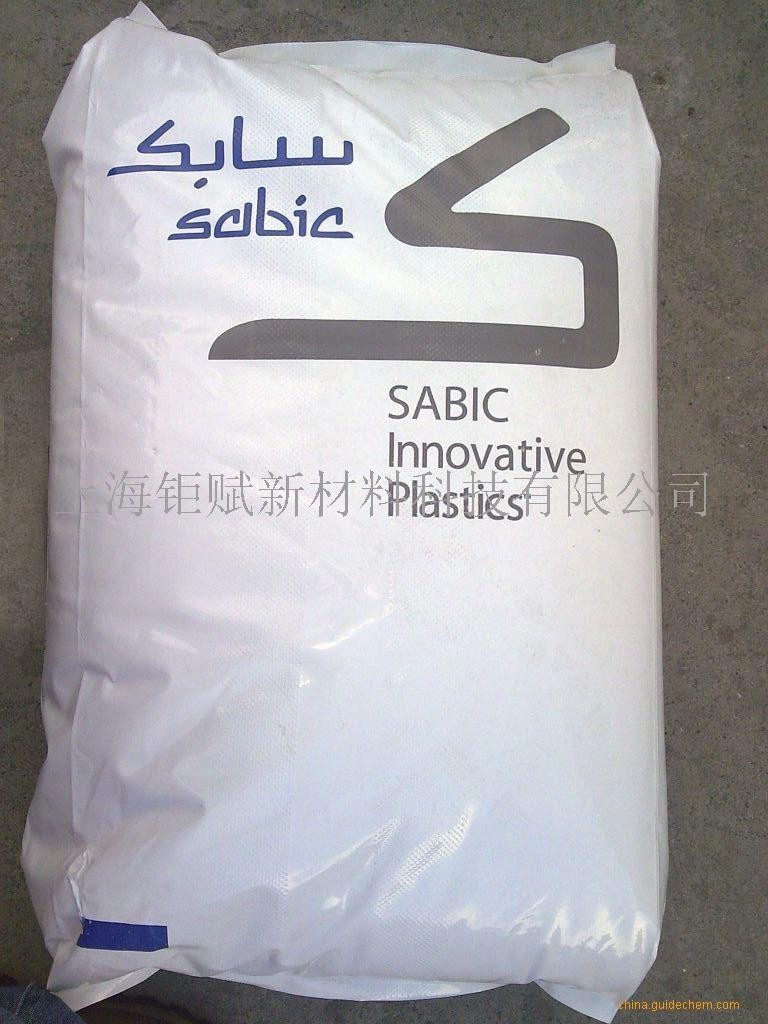 سابك
sabic
SABIC
Innovative
Plastics
上海钜赋新材料科技有限公司
china.guidechem.com